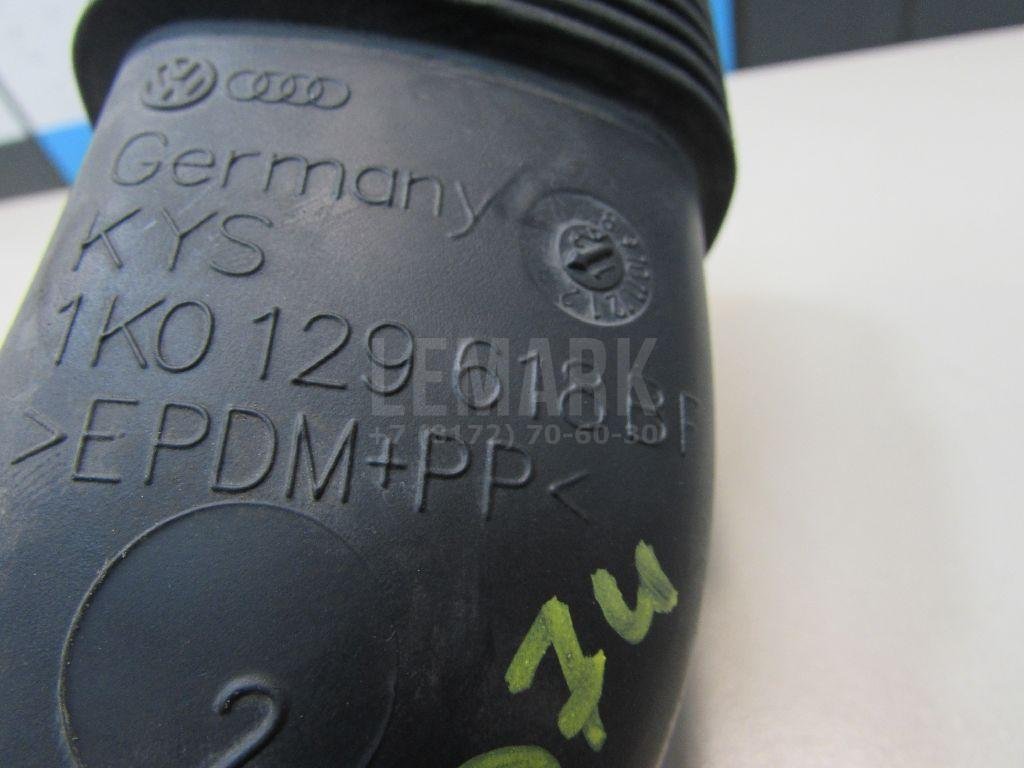 Germany
KYS
1K0 129 618 BF
>EPDM+PP<
2
LEMARK
+7 (8172) 70-60-30